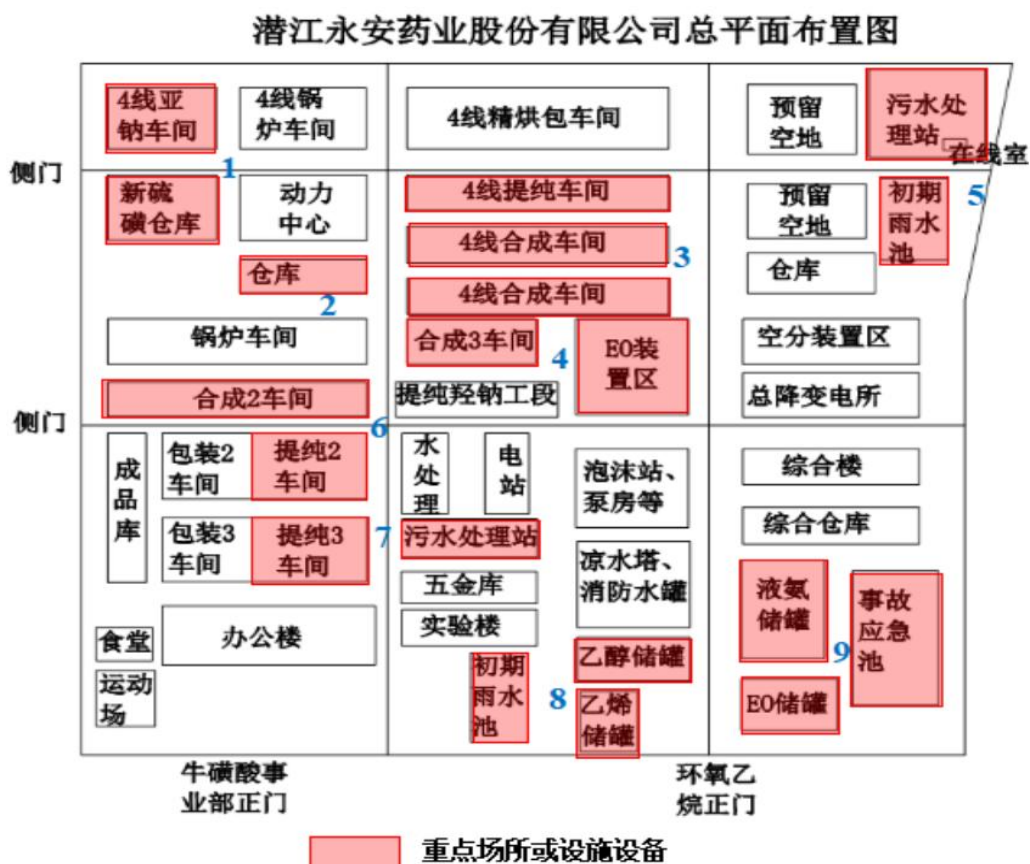 潜江永安药业股份有限公司总平面布置图
4线亚
钠车间
4线锅
炉车间
4线精烘包车间
预留
空地
污水处
理站
在线室
侧门
1
新硫
磺仓库
动力
中心
4线提纯车间
4线合成车间
3
4线合成车间
预留
空地
初期
雨水
池
5
仓库
仓库
2
锅炉车间
合成3车间
4
EO装
置区
空分装置区
合成2车间
提纯羟钠工段
总降变电所
侧门
6
成
品
库
包装2
车间
提纯2
车间
水
处
理
电
站
泡沫站、
泵房等
综合楼
综合仓库
包装3
车间
提纯3
车间
7
污水处理站
五金库
实验楼
凉水塔、
消防水罐
液氨
储罐
事故
应急
池
9
食堂
办公楼
运动
场
初期
雨水
池
8
乙醇储罐
乙烯
储罐
EO储罐
牛磺酸事
业部正门
环氧乙
烷正门
重点场所或设施设备